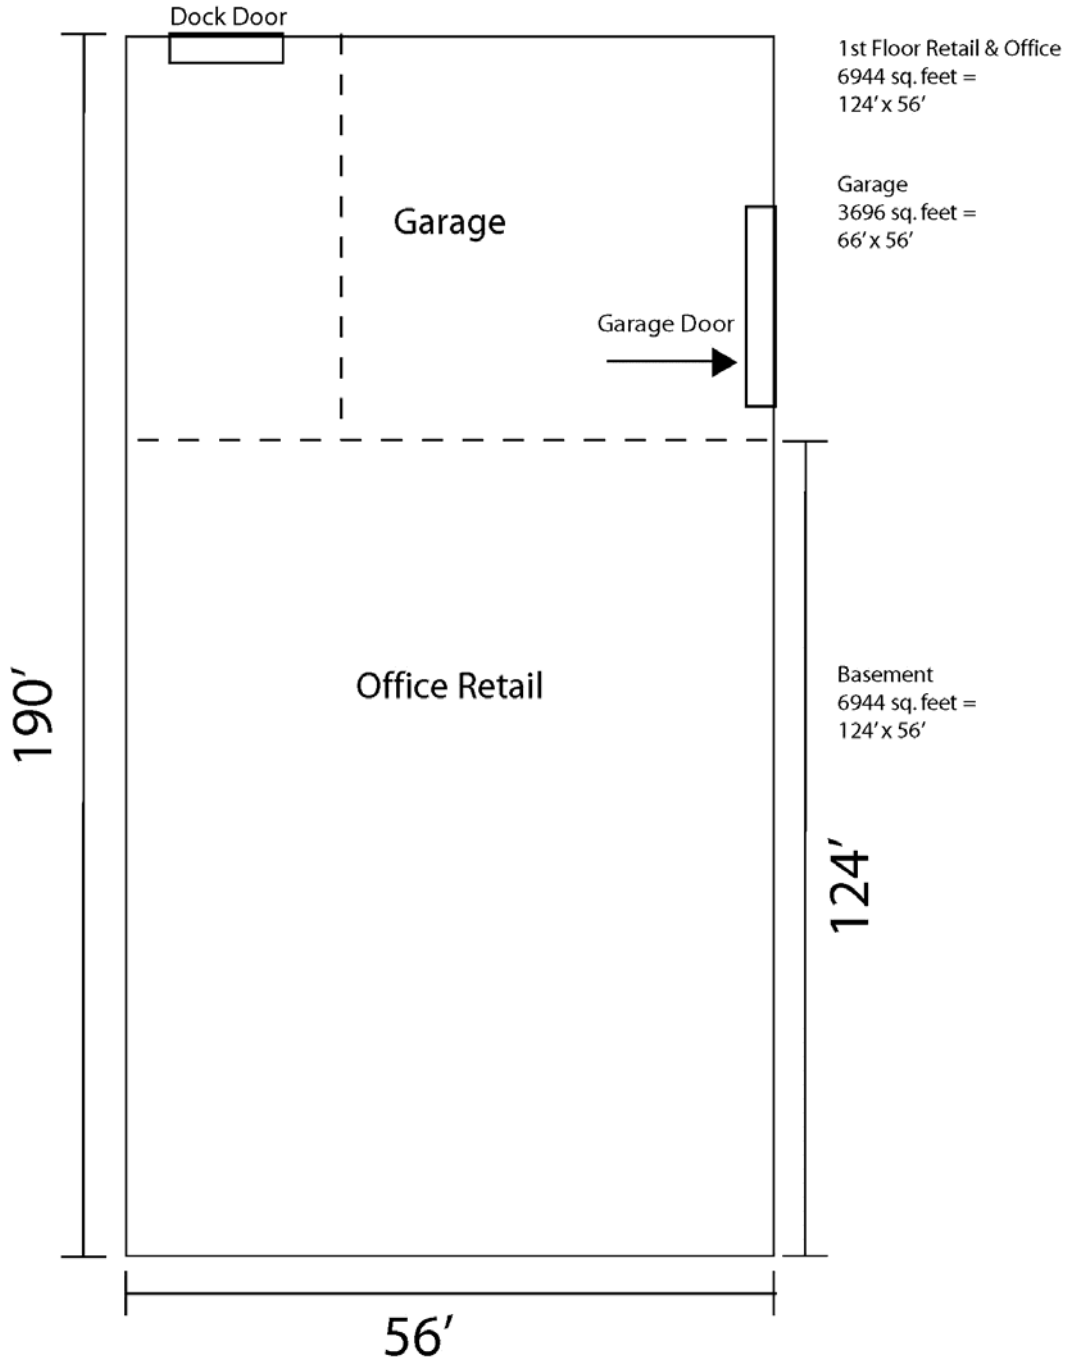 Dock Door
1st Floor Retail & Office
6944 sq. feet =
124' x 56'
Garage
3696 sq. feet =
66' x 56'
Garage
Garage Door
Office Retail
190'
Basement
6944 sq. feet =
124' x 56'
124'
56'